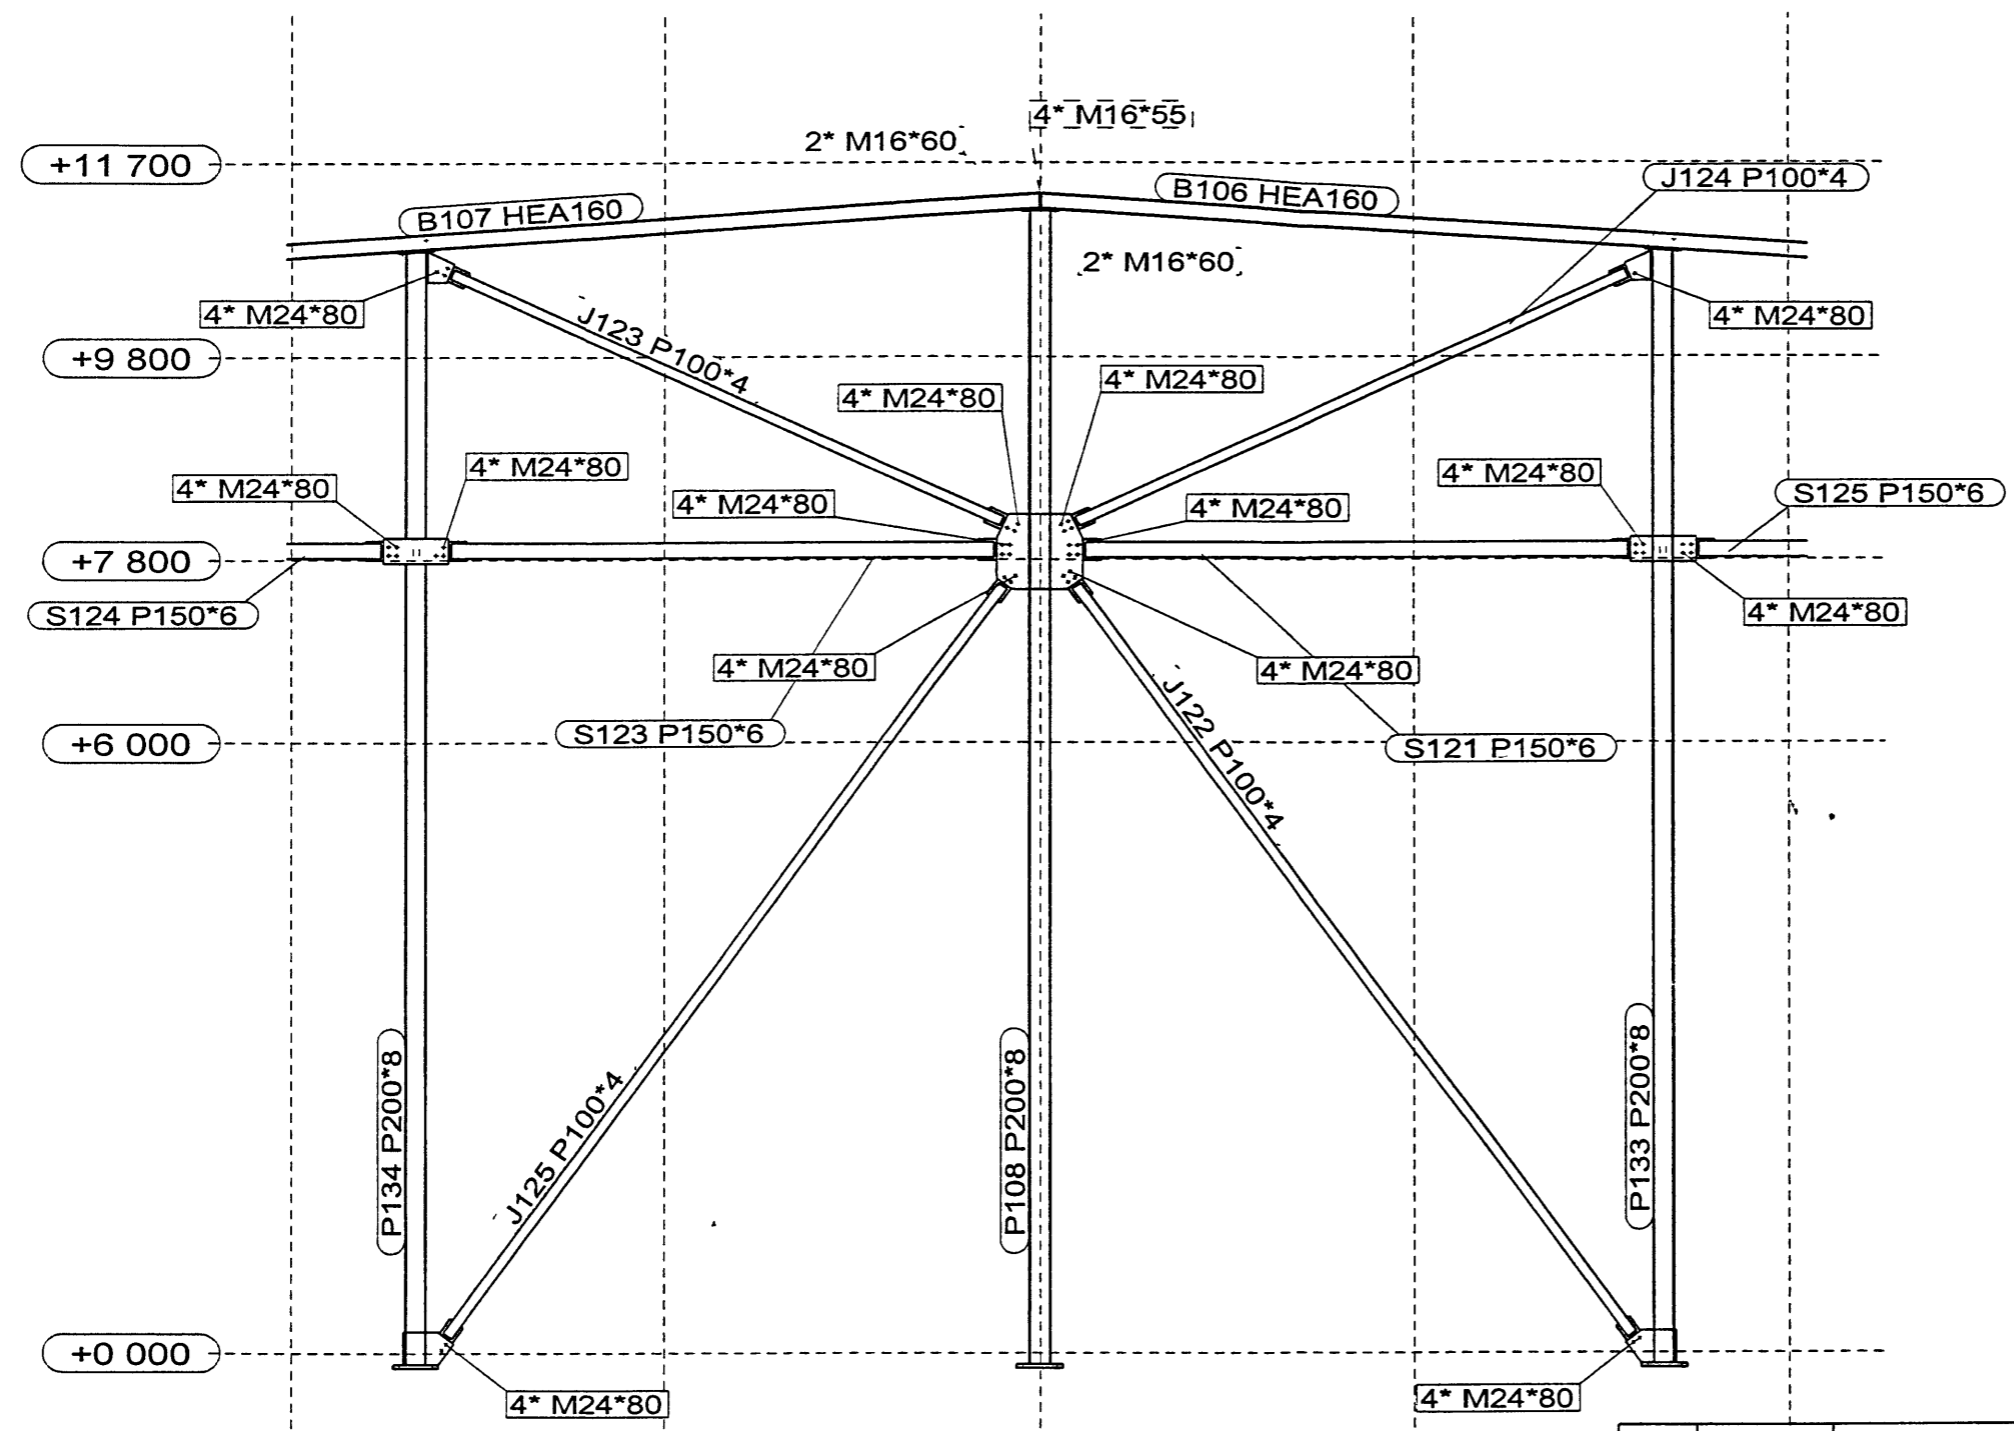 4* M16*55
2* M16*60
+11 700
J124 P100*4
B107 HEA160
B106 HEA160
2* M16*60
4* M24*80
4* M24*80
J123 P100*4
+9 800
4* M24*80
4* M24*80
4* M24*80
4* M24*80
4* M24*80
4* M24*80
4* M24*80
S125 P150*6
+7 800
S124 P150*6
4* M24*80
4* M24*80
4* M24*80
+6 000
S123 P150*6
J122 P100*4
S121 P150*6
P134 P200*8
J125 P100*4
P108 P200*8
P133 P200*8
+0 000
4* M24*80
4* M24*80